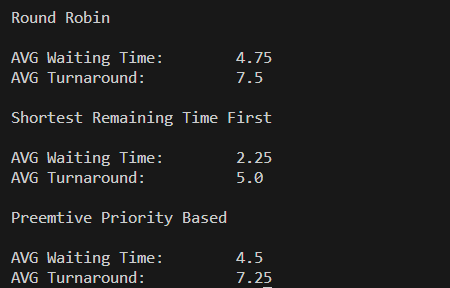 Round Robin
AVG Waiting Time: 4.75
AVG Turnaround: 7.5
Shortest Remaining Time First
AVG Waiting Time: 2.25
AVG Turnaround: 5.0
Preemtive Priority Based
AVG Waiting Time: 4.5
AVG Turnaround: 7.25